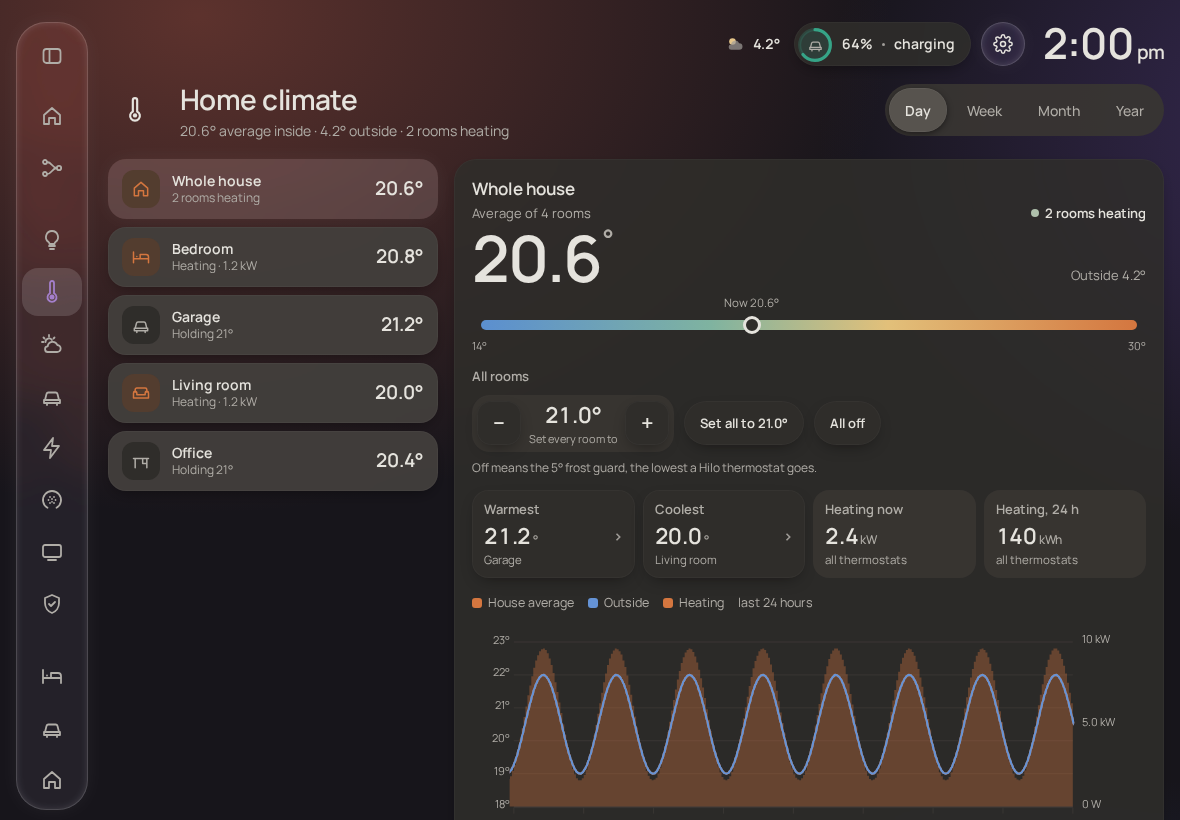 4.2°
64% • charging
2:00 pm
Home climate
20.6° average inside · 4.2° outside · 2 rooms heating
Day Week Month Year
Whole house
2 rooms heating
20.6°
Bedroom
Heating · 1.2 kW
20.8°
Garage
Holding 21°
21.2°
Living room
Heating · 1.2 kW
20.0°
Office
Holding 21°
20.4°
Whole house
Average of 4 rooms
2 rooms heating
20.6°
Outside 4.2°
Now 20.6°
14° 30°
All rooms
− 21.0° +
Set every room to
Set all to 21.0°
All off
Off means the 5° frost guard, the lowest a Hilo thermostat goes.
Warmest
21.2°
Garage
Coolest
20.0°
Living room
Heating now
2.4 kW
all thermostats
Heating, 24 h
140 kWh
all thermostats
House average Outside Heating last 24 hours
23° 10 kW
22°
21°
5.0 kW
20°
19°
18° 0 W